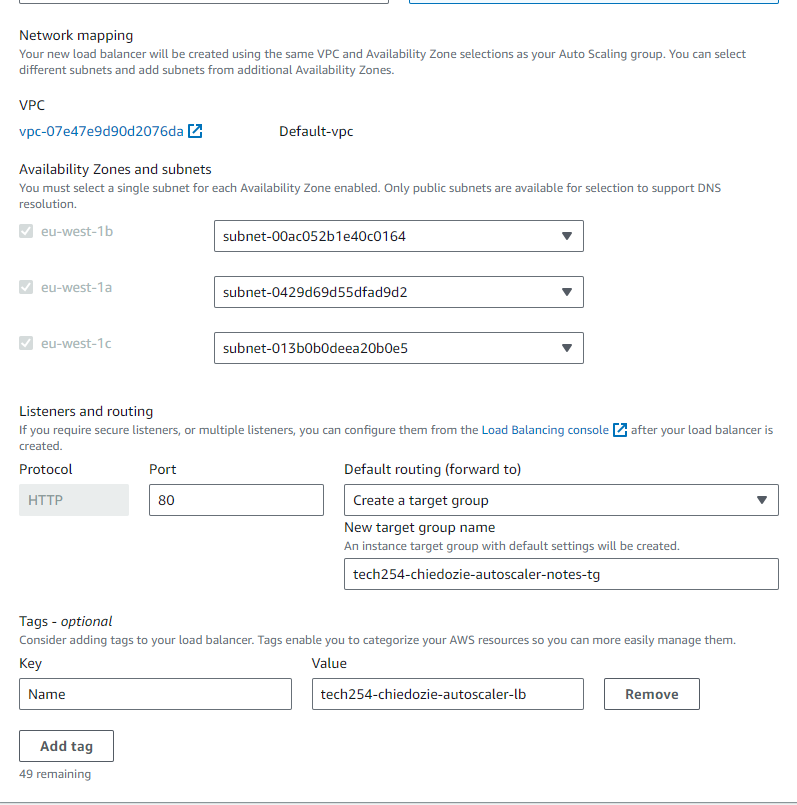 Network mapping
Your new load balancer will be created using the same VPC and Availability Zone selections as your Auto Scaling group. You can select
different subnets and add subnets from additional Availability Zones.
VPC
vpc-07e47e9d90d2076da
Default-vpc
Availability Zones and subnets
You must select a single subnet for each Availability Zone enabled. Only public subnets are available for selection to support DNS
resolution.
eu-west-1b
subnet-00ac052b1e40c0164
eu-west-1a
subnet-0429d69d55dfad9d2
eu-west-1c
subnet-013b0b0deea20b0e5
Listeners and routing
If you require secure listeners, or multiple listeners, you can configure them from the Load Balancing console after your load balancer is
created.
Protocol
Port
Default routing (forward to)
HTTP
80
Create a target group
New target group name
An instance target group with default settings will be created.
tech254-chiedozie-autoscaler-notes-tg
Tags - optional
Consider adding tags to your load balancer. Tags enable you to categorize your AWS resources so you can more easily manage them.
Key
Value
Name
tech254-chiedozie-autoscaler-lb
Remove
Add tag
49 remaining